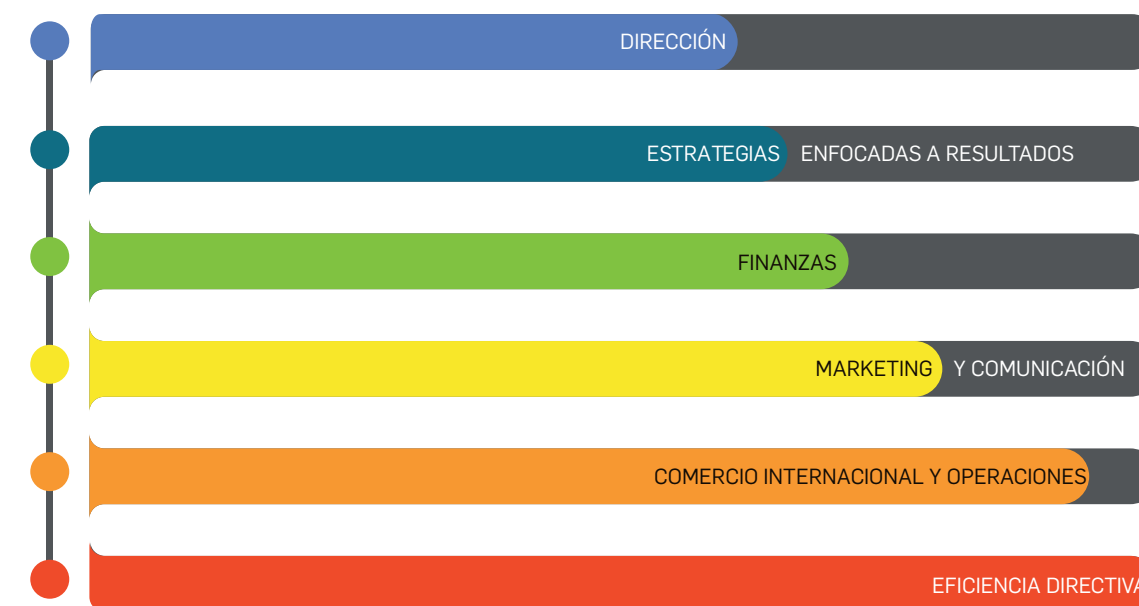 DIRECCIÓN
ESTRATEGIAS ENFOCADAS A RESULTADOS
FINANZAS
MARKETING Y COMUNICACIÓN
COMERCIO INTERNACIONAL Y OPERACIONES
EFICIENCIA DIRECTIVA